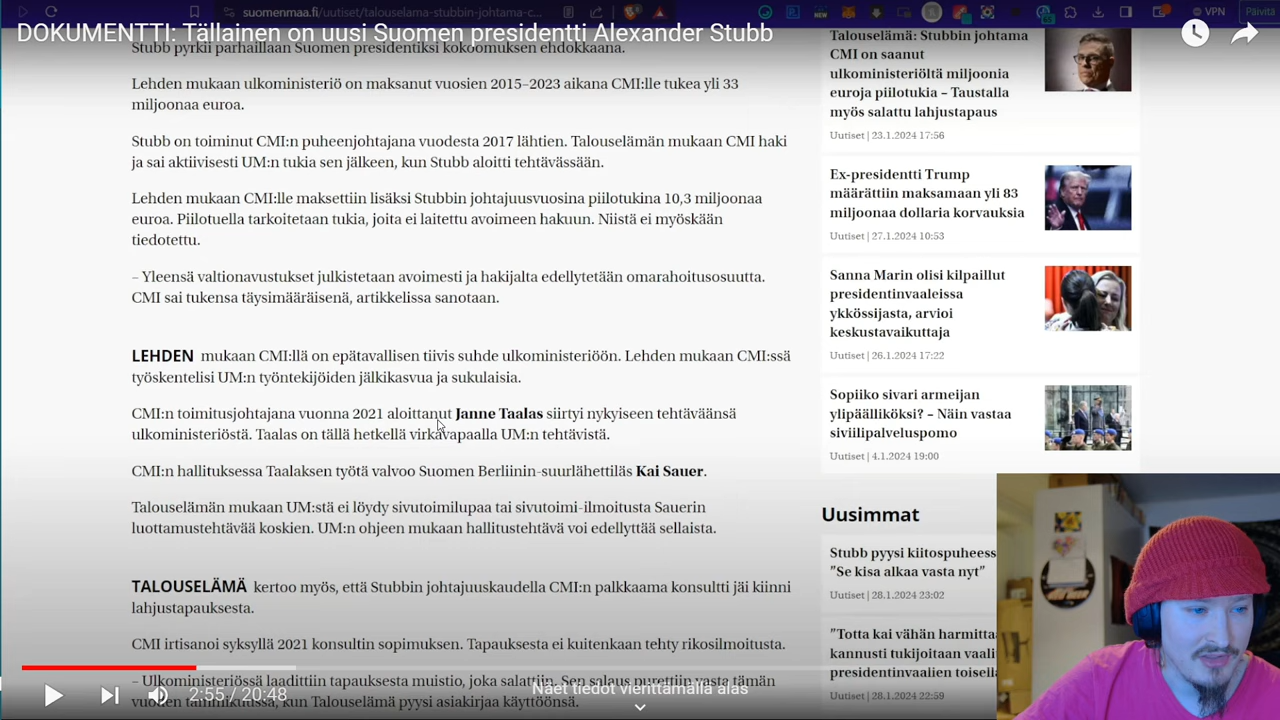 suomenmaa.fi/uutiset/talouselama-stubbin-johtama-c...
VPN
Päivitä
DOKUMENTTI: Tällainen on uusi Suomen presidentti Alexander Stubb
Stubb pyrkii parhaillaan Suomen presidentiksi kokoomuksen ehdokkaana.
Lehden mukaan ulkoministeriö on maksanut vuosien 2015–2023 aikana CMI:lle tukea yli 33
miljoonaa euroa.
Stubb on toiminut CMI:n puheenjohtajana vuodesta 2017 lähtien. Talouselämän mukaan CMI haki
ja sai aktiivisesti UM:n tukia sen jälkeen, kun Stubb aloitti tehtävässään.
Lehden mukaan CMI:lle maksettiin lisäksi Stubbin johtajuusvuosina piilotukina 10,3 miljoonaa
euroa. Piilotuella tarkoitetaan tukia, joita ei laitettu avoimeen hakuun. Niistä ei myöskään
tiedotettu.
– Yleensä valtionavustukset julkistetaan avoimesti ja hakijalta edellytetään omarahoitusosuutta.
CMI sai tukensa täysimääräisenä, artikkelissa sanotaan.
LEHDEN mukaan CMI:llä on epätavallisen tiivis suhde ulkoministeriöön. Lehden mukaan CMI:ssä
työskentelisi UM:n työntekijöiden jälkikasvua ja sukulaisia.
CMI:n toimitusjohtajana vuonna 2021 aloittanut Janne Taalas siirtyi nykyiseen tehtäväänsä
ulkoministeriöstä. Taalas on tällä hetkellä virkavapaalla UM:n tehtävistä.
CMI:n hallituksessa Taalaksen työtä valvoo Suomen Berliinin-suurlähettiläs Kai Sauer.
Talouselämän mukaan UM:stä ei löydy sivutoimilupaa tai sivutoimi-ilmoitusta Sauerin
luottamustehtävää koskien. UM:n ohjeen mukaan hallitustehtävä voi edellyttää sellaista.
TALOUSELÄMÄ kertoo myös, että Stubbin johtajuuskaudella CMI:n palkkaama konsultti jäi kiinni
lahjustapauksesta.
CMI irtisanoi syksyllä 2021 konsultin sopimuksen. Tapauksesta ei kuitenkaan tehty rikosilmoitusta.
– Ulkoministeriössä laadittiin tapauksesta muistio, joka salattiin. Sen salaus purettiin vasta tämän
vuoden tammikuussa, kun Talouselämä pyysi asiakirjaa käyttöönsä.
Talouselämä: Stubbin johtama
CMI on saanut
ulkoministeriöltä miljoonia
euroja piilotukia – Taustalla
myös salattu lahjustapaus
Uutiset | 23.1.2024 17:56
Ex-presidentti Trump
määrättiin maksamaan yli 83
miljoonaa dollaria korvauksia
Uutiset | 27.1.2024 10:53
Sanna Marin olisi kilpaillut
presidentinvaaleissa
ykkössijasta, arvioi
keskustavaikuttaja
Uutiset | 26.1.2024 17:22
Sopiiko sivari armeijan
ylipäälliköksi? – Näin vastaa
siviilipalveluspomo
Uutiset | 4.1.2024 19:00
Uusimmat
Stubb pyysi kiitospuheess
"Se kisa alkaa vasta nyt"
Uutiset | 28.1.2024 23:02
"Totta kai vähän harmitta
kannusti tukijoitaan vaali
presidentinvaalien toisell
Uutiset | 28.1.2024 22:59
2:55 / 20:48
Näet tiedot vierittämällä alas